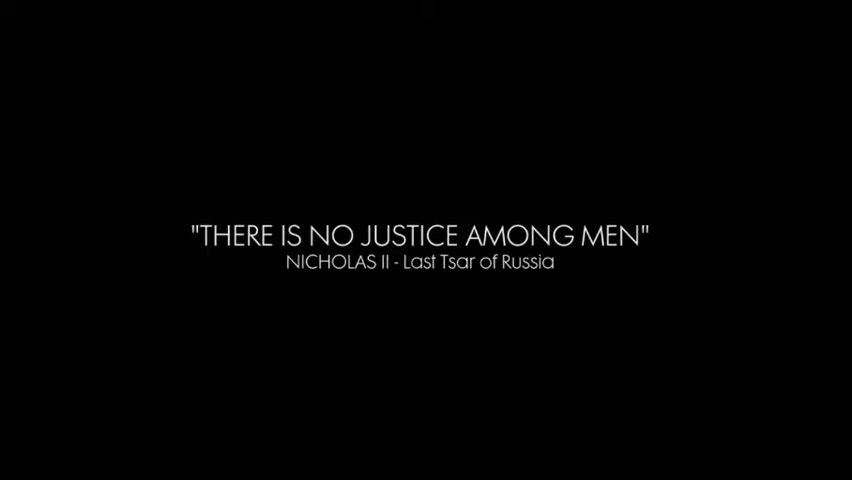 "THERE IS NO JUSTICE AMONG MEN"
NICHOLAS II - Last Tsar of Russia